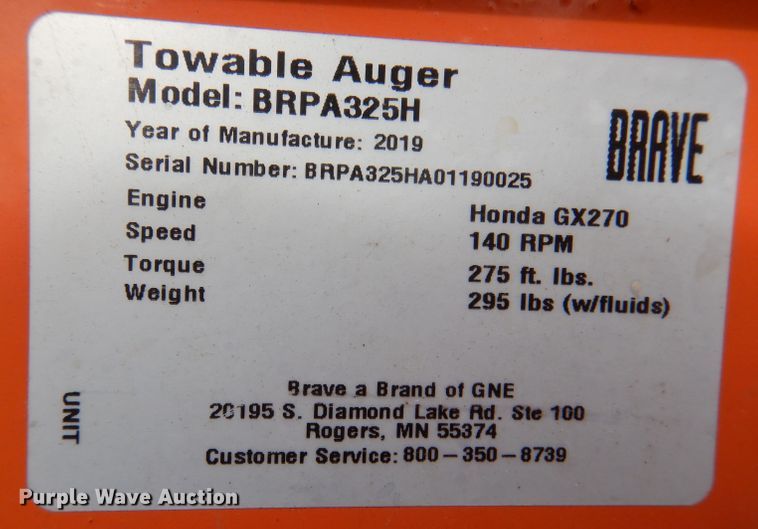 Towable Auger
Model: BRPA325H
Year of Manufacture: 2019
Serial Number: BRPA325HA01190025
BRAVE
Engine Honda GX270
Speed 140 RPM
Torque 275 ft. lbs.
Weight 295 lbs (w/fluids)
UNIT
Brave a Brand of GNE
20195 S. Diamond Lake Rd. Ste 100
Rogers, MN 55374
Customer Service: 800-350-8739
Purple Wave Auction